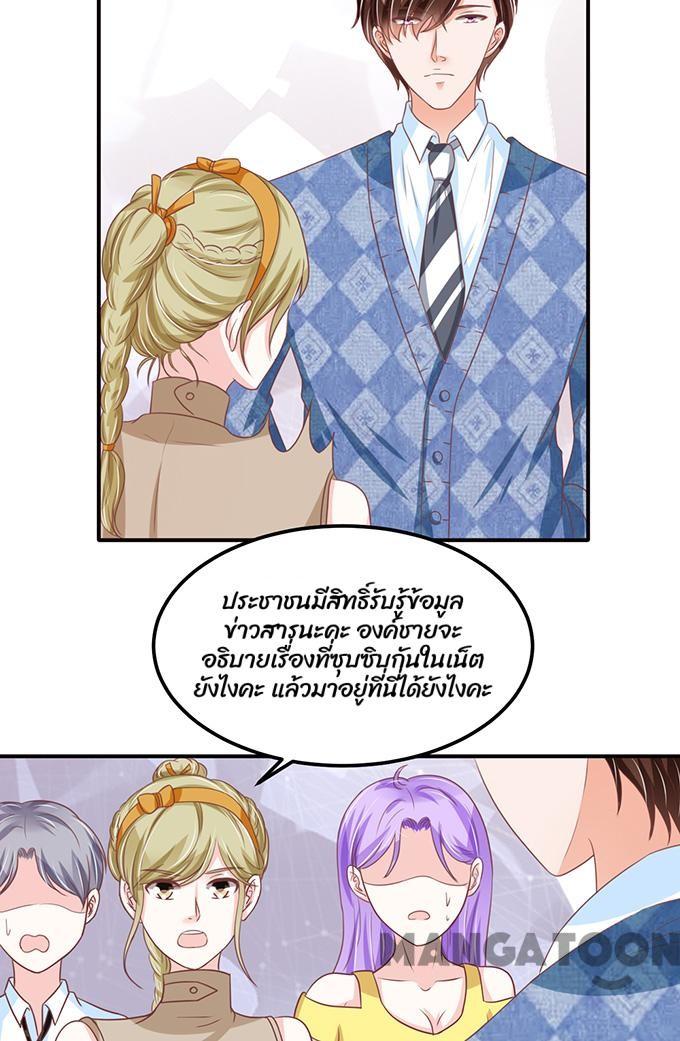 ประชาชนมีสิทธิ์รับรู้ข้อมูล
ข่าวสารนะคะ องค์ชายจะ
อธิบายเรื่องที่ซุบซิบกันในเน็ต
ยังไงคะ แล้วมาอยู่ที่นี่ได้ยังไงคะ
MANGATOON